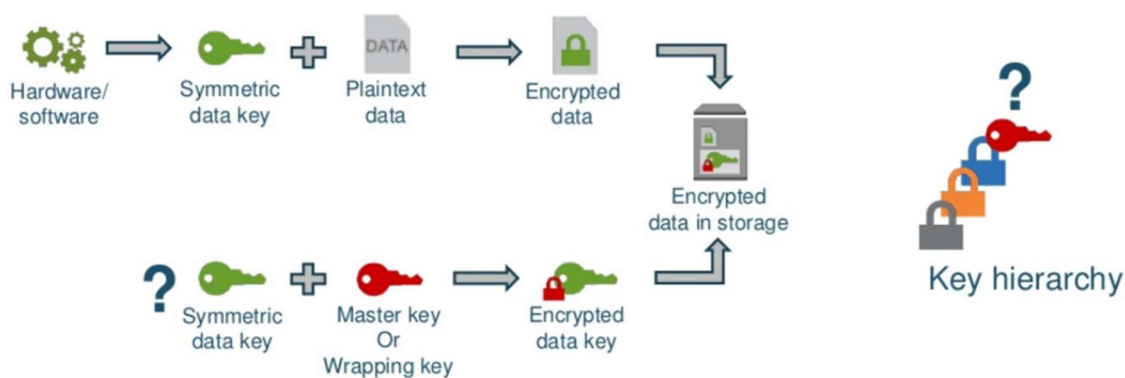 Hardware/
software
Symmetric
data key
DATA
Plaintext
data
Encrypted
data
?
Encrypted
data in storage
?
Symmetric
data key
Master key
Or
Wrapping key
Encrypted
data key
Key hierarchy